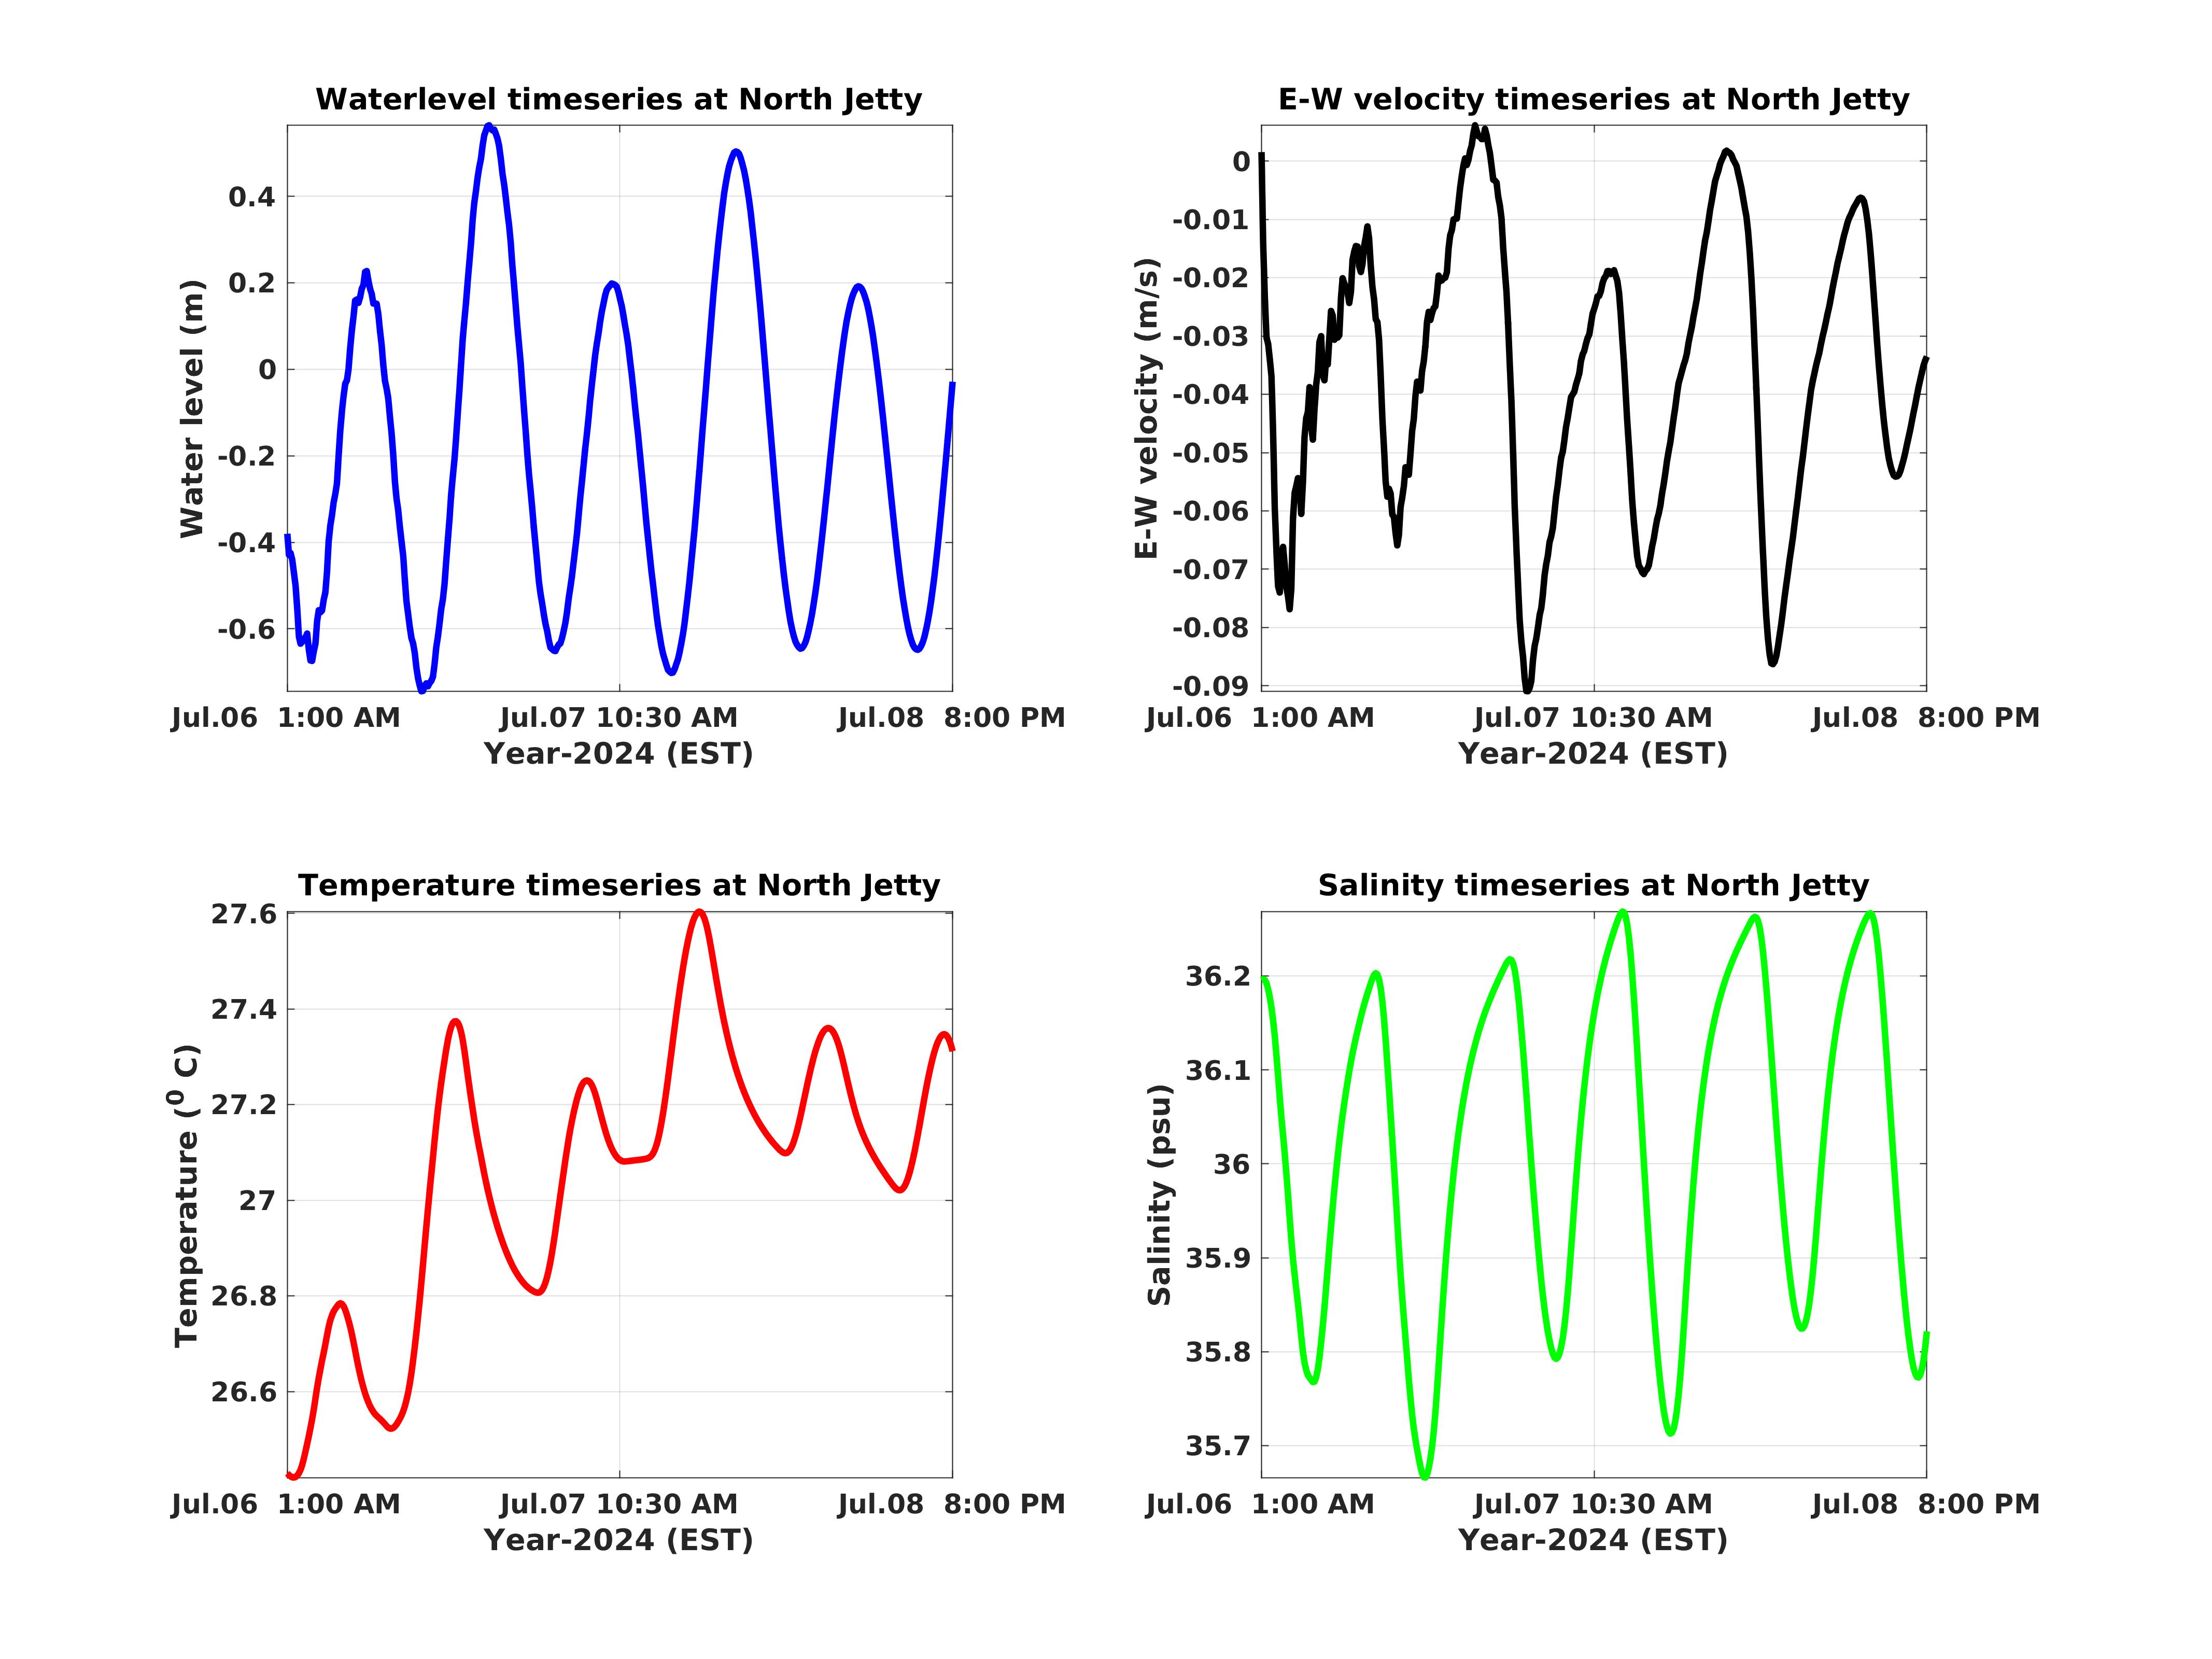 Waterlevel timeseries at North Jetty
0.4
0.2
0
-0.2
-0.4
-0.6
Water level (m)
Jul.06 1:00 AM
Jul.07 10:30 AM
Jul.08 8:00 PM
Year-2024 (EST)
E-W velocity timeseries at North Jetty
0
-0.01
-0.02
-0.03
-0.04
-0.05
-0.06
-0.07
-0.08
-0.09
E-W velocity (m/s)
Jul.06 1:00 AM
Jul.07 10:30 AM
Jul.08 8:00 PM
Year-2024 (EST)
Temperature timeseries at North Jetty
27.6
27.4
27.2
27
26.8
26.6
Temperature (⁰ C)
Jul.06 1:00 AM
Jul.07 10:30 AM
Jul.08 8:00 PM
Year-2024 (EST)
Salinity timeseries at North Jetty
36.2
36.1
36
35.9
35.8
35.7
Salinity (psu)
Jul.06 1:00 AM
Jul.07 10:30 AM
Jul.08 8:00 PM
Year-2024 (EST)